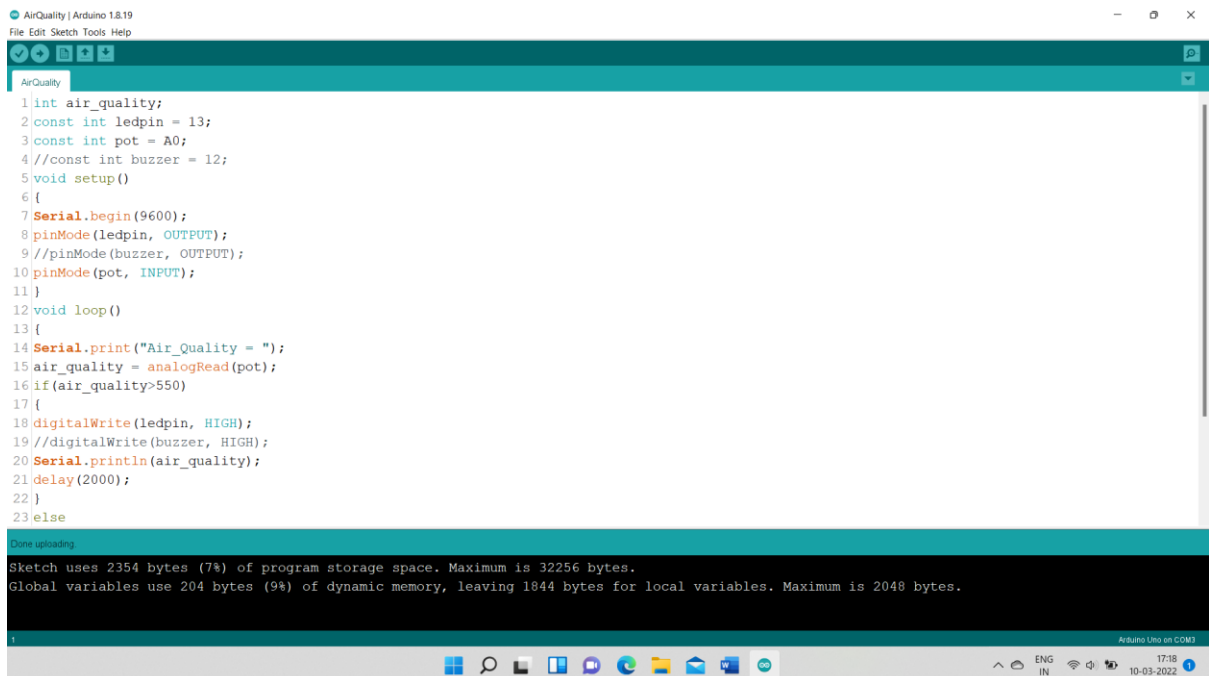 AirQuality | Arduino 1.8.19
File Edit Sketch Tools Help
AirQuality
1 int air_quality;
2 const int ledpin = 13;
3 const int pot = A0;
4 //const int buzzer = 12;
5 void setup()
6 {
7 Serial.begin(9600);
8 pinMode(ledpin, OUTPUT);
9 //pinMode(buzzer, OUTPUT);
10 pinMode(pot, INPUT);
11 }
12 void loop()
13 {
14 Serial.print("Air_Quality = ");
15 air_quality = analogRead(pot);
16 if(air_quality>550)
17 {
18 digitalWrite(ledpin, HIGH);
19 //digitalWrite(buzzer, HIGH);
20 Serial.println(air_quality);
21 delay(2000);
22 }
23 else
Done uploading.
Sketch uses 2354 bytes (7%) of program storage space. Maximum is 32256 bytes.
Global variables use 204 bytes (9%) of dynamic memory, leaving 1844 bytes for local variables. Maximum is 2048 bytes.
1
Arduino Uno on COM3
ENG
IN
17:18
10-03-2022
1